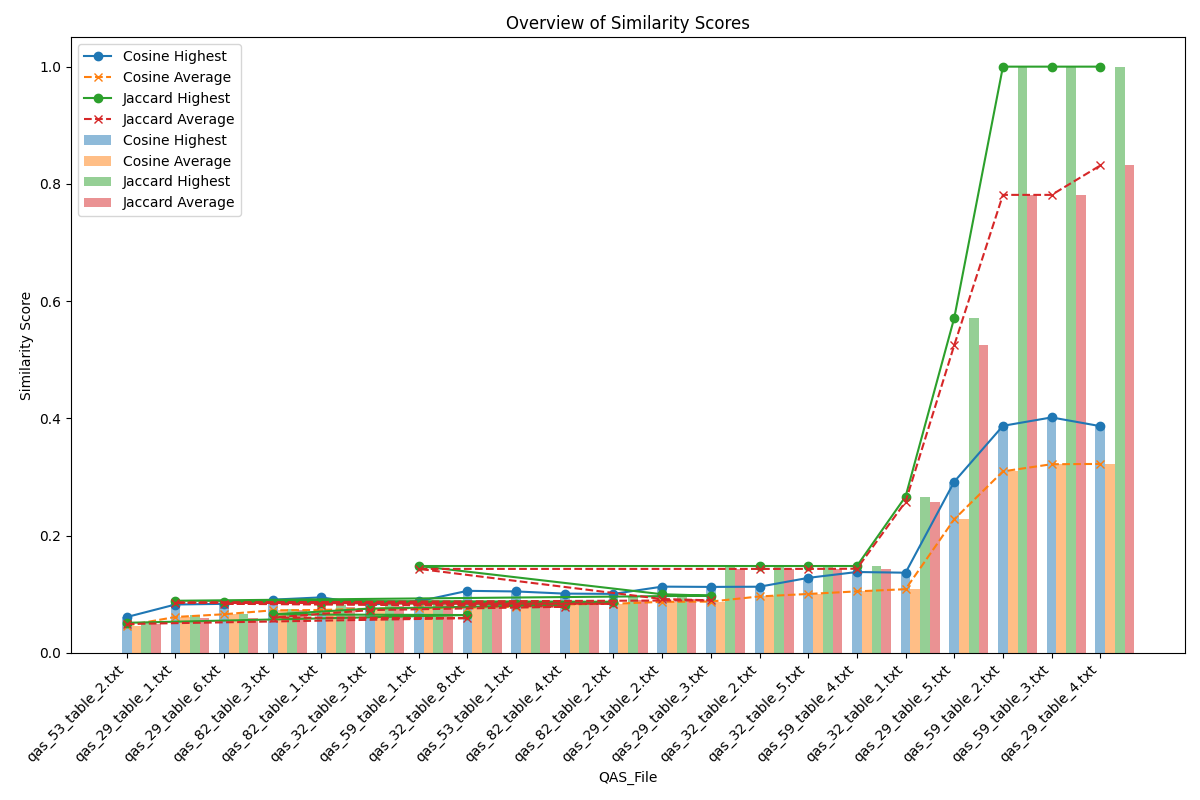 Overview of Similarity Scores
Cosine Highest
Cosine Average
Jaccard Highest
Jaccard Average
Cosine Highest
Cosine Average
Jaccard Highest
Jaccard Average
Similarity Score
1.0
0.8
0.6
0.4
0.2
0.0
qas_53_table_2.txt
qas_29_table_1.txt
qas_29_table_6.txt
qas_82_table_3.txt
qas_82_table_1.txt
qas_32_table_3.txt
qas_59_table_1.txt
qas_32_table_8.txt
qas_53_table_1.txt
qas_82_table_4.txt
qas_82_table_2.txt
qas_29_table_2.txt
qas_29_table_3.txt
qas_32_table_2.txt
qas_32_table_5.txt
qas_59_table_4.txt
qas_32_table_1.txt
qas_29_table_5.txt
qas_59_table_2.txt
qas_59_table_3.txt
qas_29_table_4.txt
QAS_File